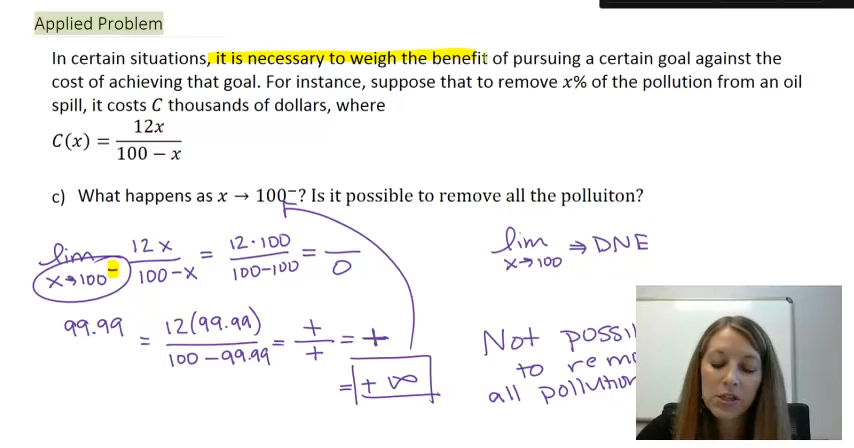 Applied Problem
In certain situations, it is necessary to weigh the benefit of pursuing a certain goal against the
cost of achieving that goal. For instance, suppose that to remove x% of the pollution from an oil
spill, it costs C thousands of dollars, where
C(x) = 12x / 100 − x
c) What happens as x → 100⁻? Is it possible to remove all the polluiton?
lim x→100⁻ 12x / 100-x = 12·100 / 100-100 = — / 0
99.99 = 12(99.99) / 100-99.99 = + / + = +
= + ∞
lim x→100 ⇒ DNE
Not
to
all